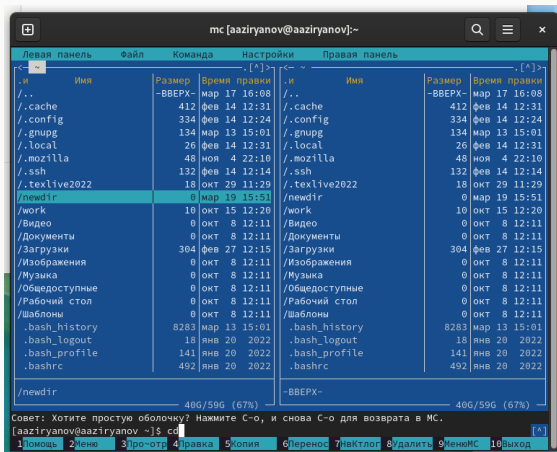 mc [aaziryanov@aaziryanov]:~
Левая панель Файл Команда Настройки Правая панель
<— ~ .[^]> <— ~ .[^]>
.и Имя Размер Время правки .и Имя Размер Время правки
/.. -ВВЕРХ- мар 17 16:08 /.. -ВВЕРХ- мар 17 16:08
/.cache 412 фев 14 12:31 /.cache 412 фев 14 12:31
/.config 334 фев 14 12:24 /.config 334 фев 14 12:24
/.gnupg 134 мар 13 15:01 /.gnupg 134 мар 13 15:01
/.local 26 фев 14 12:31 /.local 26 фев 14 12:31
/.mozilla 48 ноя 4 22:10 /.mozilla 48 ноя 4 22:10
/.ssh 132 фев 14 12:14 /.ssh 132 фев 14 12:14
/.texlive2022 18 окт 29 11:29 /.texlive2022 18 окт 29 11:29
/newdir 0 мар 19 15:51 /newdir 0 мар 19 15:51
/work 10 окт 15 12:20 /work 10 окт 15 12:20
/Видео 0 окт 8 12:11 /Видео 0 окт 8 12:11
/Документы 0 окт 8 12:11 /Документы 0 окт 8 12:11
/Загрузки 304 фев 27 12:15 /Загрузки 304 фев 27 12:15
/Изображения 0 окт 8 12:11 /Изображения 0 окт 8 12:11
/Музыка 0 окт 8 12:11 /Музыка 0 окт 8 12:11
/Общедоступные 0 окт 8 12:11 /Общедоступные 0 окт 8 12:11
/Рабочий стол 0 окт 8 12:11 /Рабочий стол 0 окт 8 12:11
/Шаблоны 0 окт 8 12:11 /Шаблоны 0 окт 8 12:11
.bash_history 8283 мар 13 15:01 .bash_history 8283 мар 13 15:01
.bash_logout 18 янв 20 2022 .bash_logout 18 янв 20 2022
.bash_profile 141 янв 20 2022 .bash_profile 141 янв 20 2022
.bashrc 492 янв 20 2022 .bashrc 492 янв 20 2022
/newdir -ВВЕРХ-
40G/59G (67%) 40G/59G (67%)
Совет: Хотите простую оболочку? Нажмите C-o, и снова C-o для возврата в MC.
[aaziryanov@aaziryanov ~]$ cd [^]
1Помощь 2Меню 3Про~отр 4Правка 5Копия 6Перенос 7НвКтлог 8Удалить 9МенюMC 10Выход